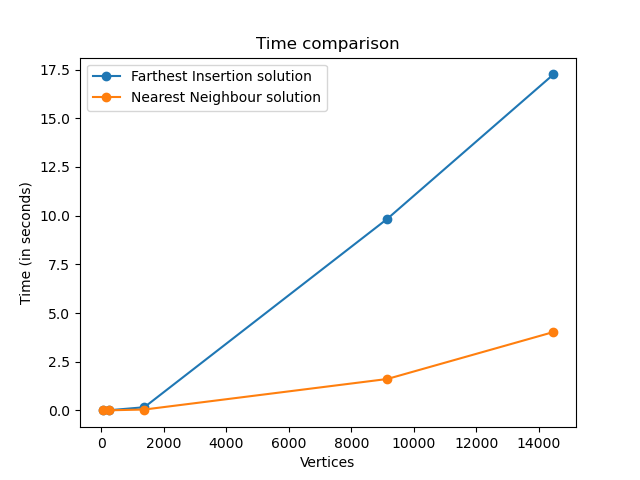 Time comparison
Farthest Insertion solution
Nearest Neighbour solution
17.5
15.0
12.5
10.0
7.5
5.0
2.5
0.0
Time (in seconds)
0 2000 4000 6000 8000 10000 12000 14000
Vertices